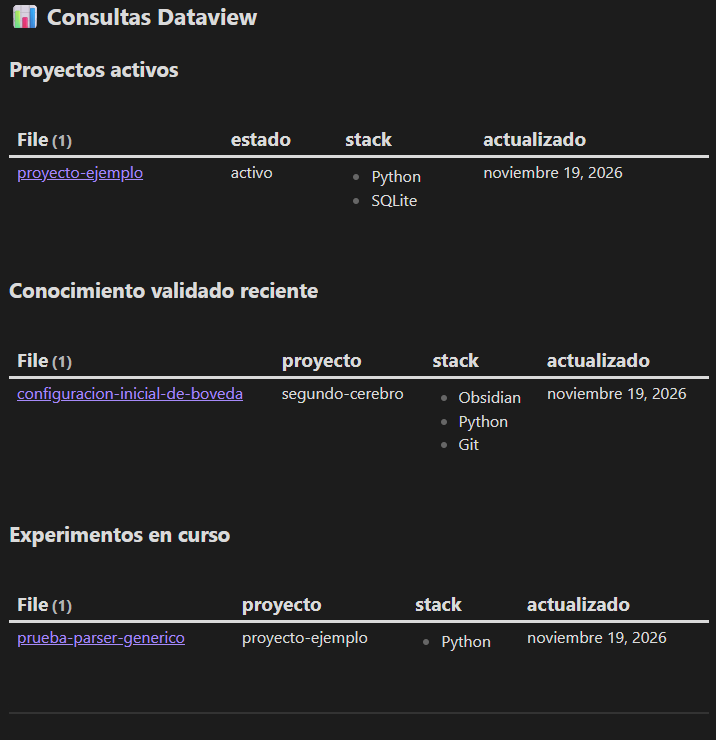 📊 Consultas Dataview
Proyectos activos
File (1) estado stack actualizado
proyecto-ejemplo activo Python noviembre 19, 2026
SQLite
Conocimiento validado reciente
File (1) proyecto stack actualizado
configuracion-inicial-de-boveda segundo-cerebro Obsidian noviembre 19, 2026
Python
Git
Experimentos en curso
File (1) proyecto stack actualizado
prueba-parser-generico proyecto-ejemplo Python noviembre 19, 2026